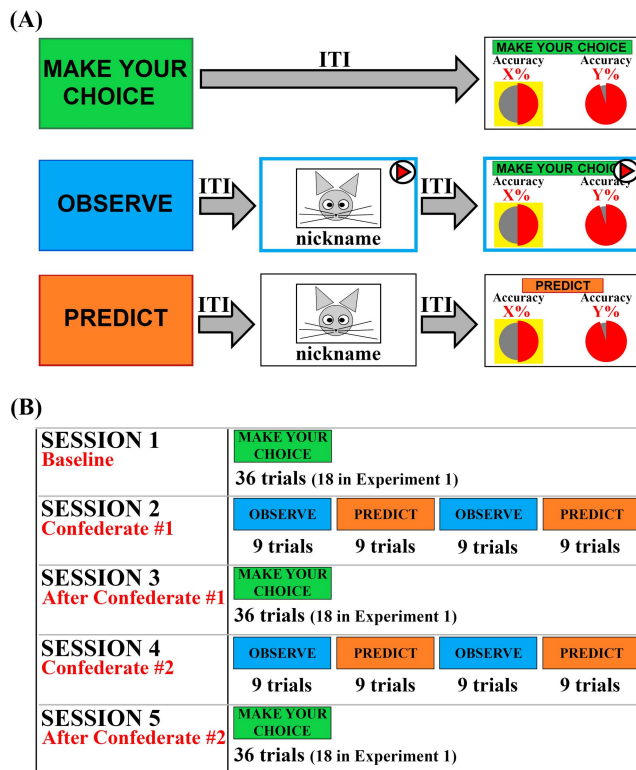 (A)
MAKE YOUR
CHOICE
ITI
MAKE YOUR CHOICE
Accuracy Accuracy
X% Y%
OBSERVE
ITI
nickname
ITI
MAKE YOUR CHOIC
Accuracy Accuracy
X% Y%
PREDICT
ITI
nickname
ITI
PREDICT
Accuracy Accuracy
X% Y%
(B)
SESSION 1
Baseline
MAKE YOUR
CHOICE
36 trials (18 in Experiment 1)
SESSION 2
Confederate #1
OBSERVE PREDICT OBSERVE PREDICT
9 trials 9 trials 9 trials 9 trials
SESSION 3
After Confederate #1
MAKE YOUR
CHOICE
36 trials (18 in Experiment 1)
SESSION 4
Confederate #2
OBSERVE PREDICT OBSERVE PREDICT
9 trials 9 trials 9 trials 9 trials
SESSION 5
After Confederate #2
MAKE YOUR
CHOICE
36 trials (18 in Experiment 1)